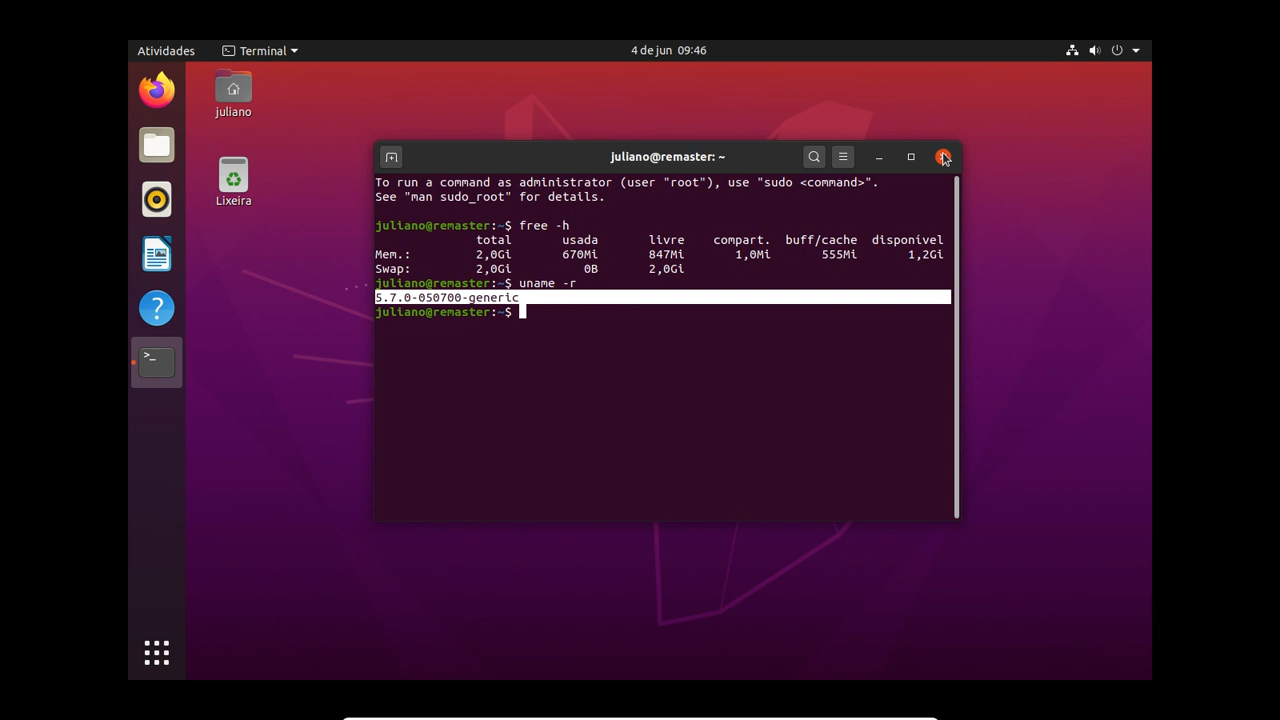 Atividades
Terminal
4 de jun 09:46
juliano
Lixeira
juliano@remaster: ~
To run a command as administrator (user "root"), use "sudo <command>".
See "man sudo_root" for details.
juliano@remaster:~$ free -h
total usada livre compart. buff/cache disponível
Mem.: 2,0Gi 670Mi 847Mi 1,0Mi 555Mi 1,2Gi
Swap: 2,0Gi 0B 2,0Gi
juliano@remaster:~$ uname -r
5.7.0-050700-generic
juliano@remaster:~$